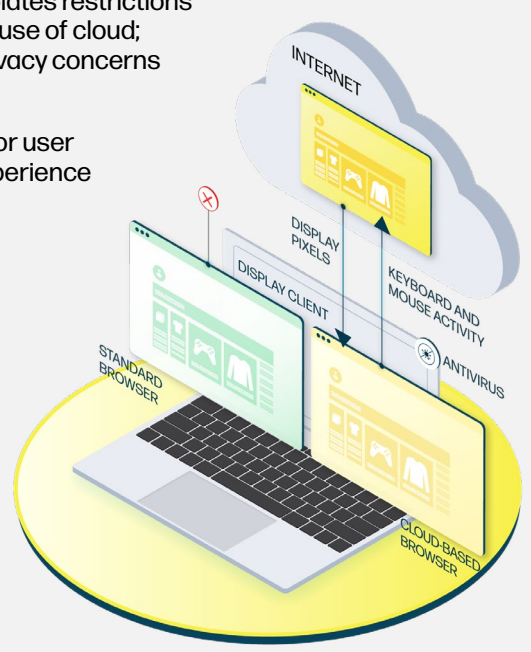 lates restrictions
use of cloud;
vacy concerns
or user
perience
INTERNET
DISPLAY
PIXELS
KEYBOARD AND
MOUSE ACTIVITY
DISPLAY CLIENT
ANTIVIRUS
STANDARD
BROWSER
CLOUD-BASED
BROWSER